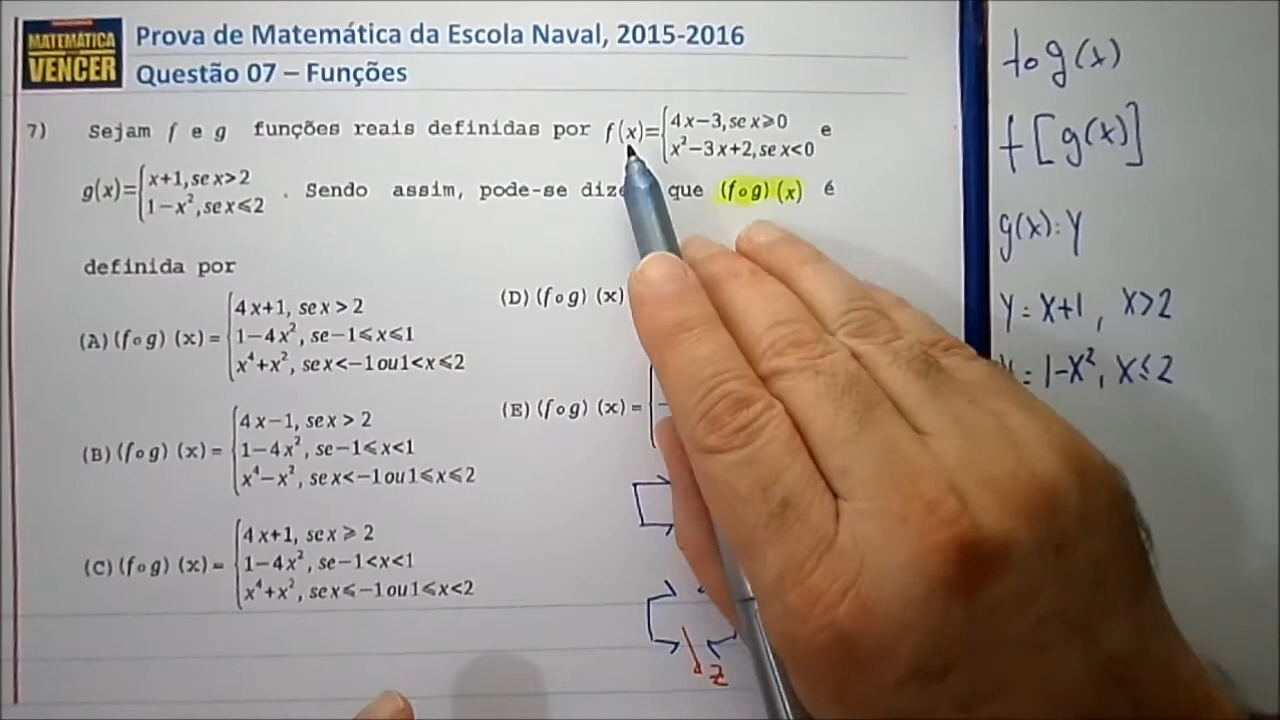 MATEMÁTICA PARA VENCER
Prova de Matemática da Escola Naval, 2015-2016
Questão 07 – Funções
7) Sejam f e g funções reais definidas por f(x)={4x−3, se x⩾0 e
x²−3x+2, se x<0
g(x)={x+1, se x>2
1−x², se x⩽2 . Sendo assim, pode-se dize que (f∘g)(x) é
definida por
(A) (f∘g)(x) = {4x+1, se x>2
1−4x², se−1⩽x⩽1
x⁴+x², se x<−1 ou 1<x⩽2
(B) (f∘g)(x) = {4x−1, se x>2
1−4x², se−1⩽x<1
x⁴−x², se x<−1 ou 1⩽x⩽2
(C) (f∘g)(x) = {4x+1, se x⩾2
1−4x², se−1<x<1
x⁴+x², se x⩽−1 ou 1⩽x<2
(D) (f∘g)(x)
(E) (f∘g)(x) =
z
fog(x)
f[g(x)]
g(x): Y
Y = X+1, X>2
= 1-X², X≤2